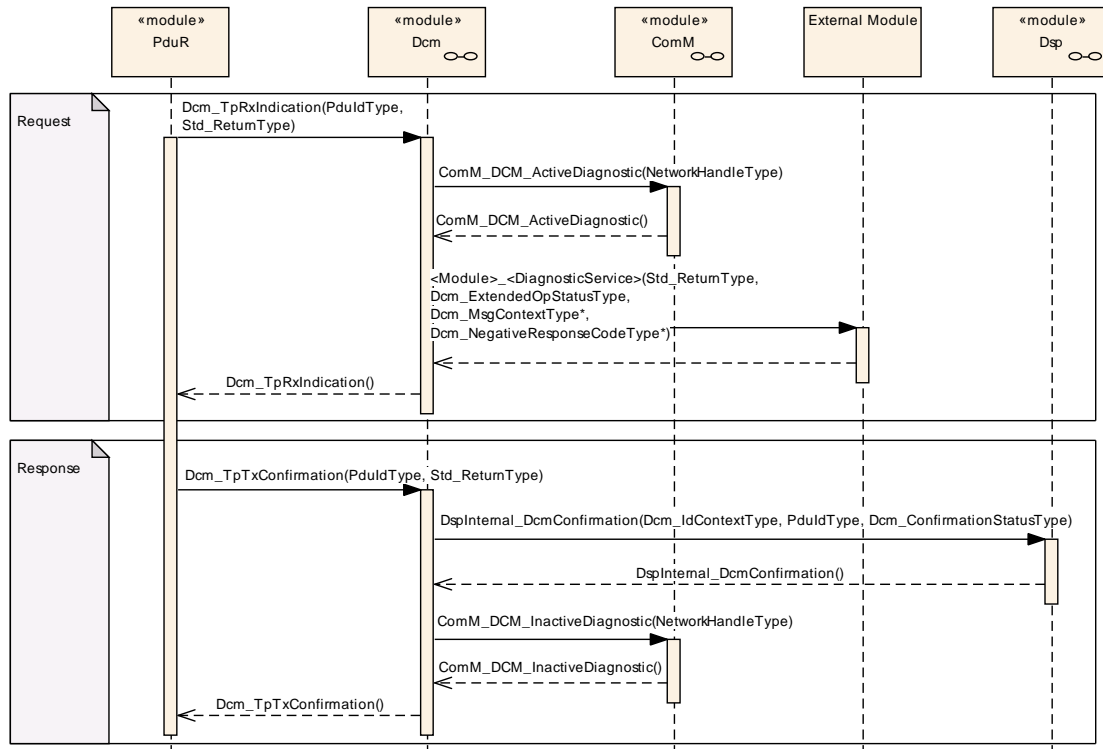 «module»
PduR
«module»
Dcm
«module»
ComM
External Module
«module»
Dsp
Request
Dcm_TpRxIndication(PduIdType,
Std_ReturnType)
ComM_DCM_ActiveDiagnostic(NetworkHandleType)
ComM_DCM_ActiveDiagnostic()
<Module>_<DiagnosticService>(Std_ReturnType,
Dcm_ExtendedOpStatusType,
Dcm_MsgContextType*,
Dcm_NegativeResponseCodeType*)
Dcm_TpRxIndication()
Response
Dcm_TpTxConfirmation(PduIdType, Std_ReturnType)
DspInternal_DcmConfirmation(Dcm_IdContextType, PduIdType, Dcm_ConfirmationStatusType)
DspInternal_DcmConfirmation()
ComM_DCM_InactiveDiagnostic(NetworkHandleType)
ComM_DCM_InactiveDiagnostic()
Dcm_TpTxConfirmation()